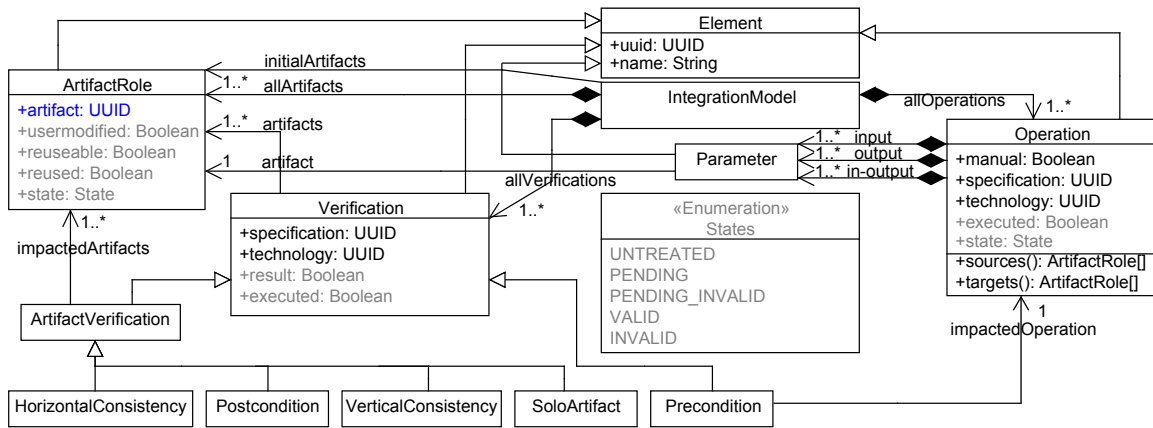 Element
+uuid: UUID
+name: String
initialArtifacts
1..*
allArtifacts
ArtifactRole
+artifact: UUID
+usermodified: Boolean
+reuseable: Boolean
+reused: Boolean
+state: State
IntegrationModel
allOperations
1..*
1..*
artifacts
1
artifact
Parameter
1..*
input
1..*
output
1..*
in-output
Operation
+manual: Boolean
+specification: UUID
+technology: UUID
+executed: Boolean
+state: State
+sources(): ArtifactRole[]
+targets(): ArtifactRole[]
allVerifications
1..*
Verification
+specification: UUID
+technology: UUID
+result: Boolean
+executed: Boolean
«Enumeration»
States
UNTREATED
PENDING
PENDING_INVALID
VALID
INVALID
1..*
impactedArtifacts
1
impactedOperation
ArtifactVerification
HorizontalConsistency
Postcondition
VerticalConsistency
SoloArtifact
Precondition